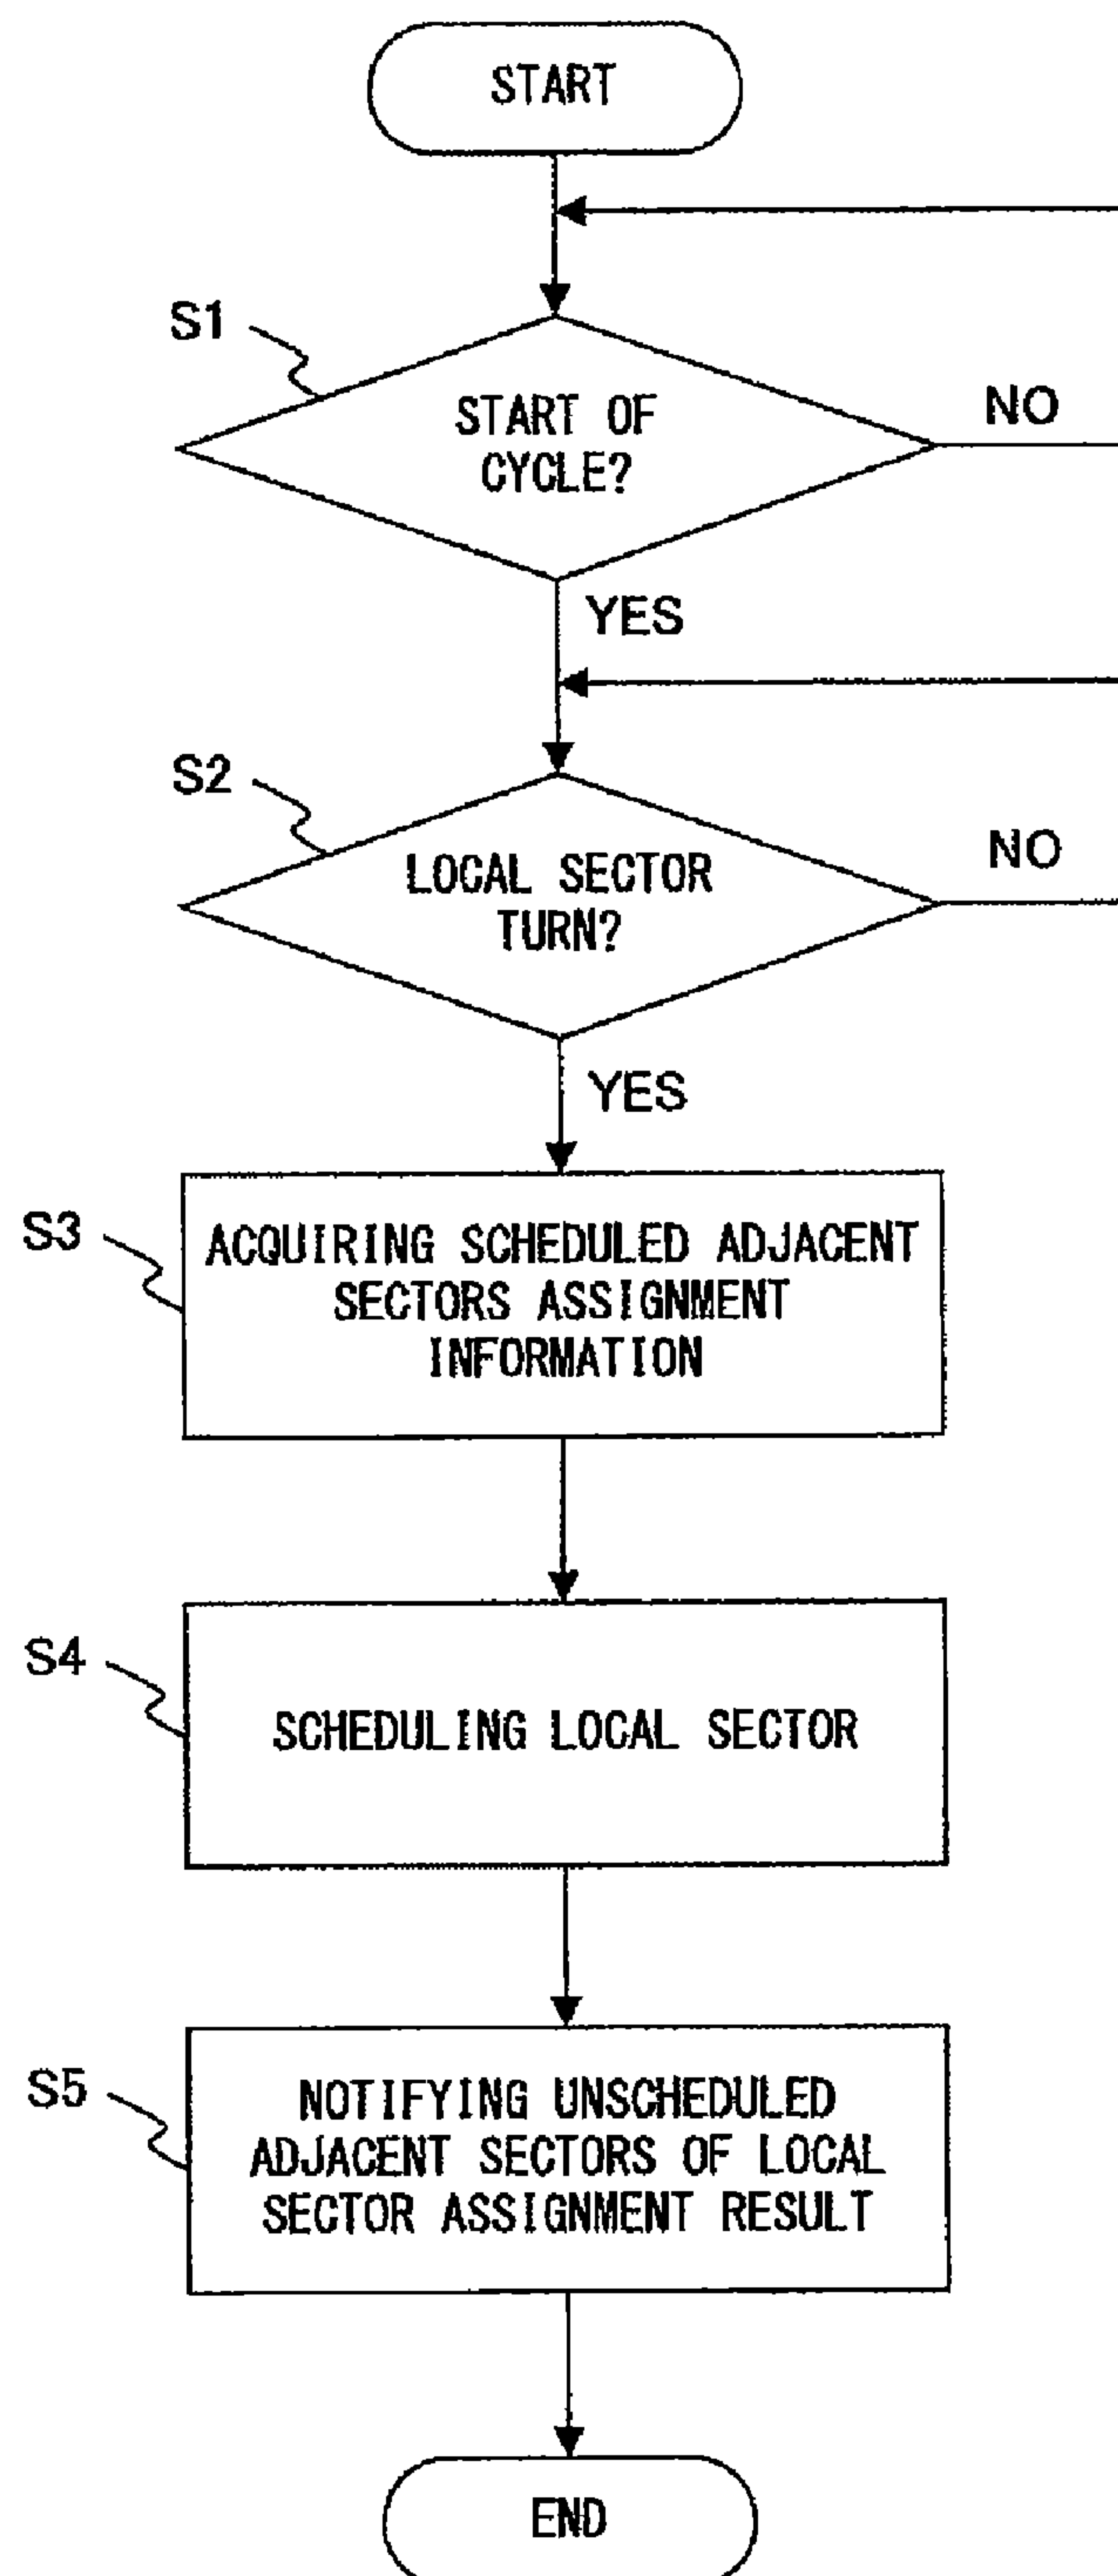 START
S1
START OF
CYCLE?
NO
YES
S2
LOCAL SECTOR
TURN?
NO
YES
S3
ACQUIRING SCHEDULED ADJACENT
SECTORS ASSIGNMENT
INFORMATION
S4
SCHEDULING LOCAL SECTOR
S5
NOTIFYING UNSCHEDULED
ADJACENT SECTORS OF LOCAL
SECTOR ASSIGNMENT RESULT
END